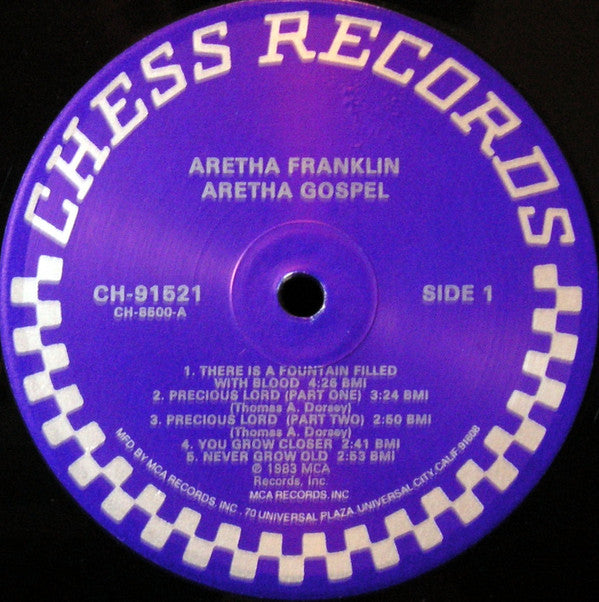 CHESS RECORDS
ARETHA FRANKLIN
ARETHA GOSPEL
CH-91521
CH-8500-A
SIDE 1
1. THERE IS A FOUNTAIN FILLED
WITH BLOOD 4:26 BMI
2. PRECIOUS LORD (PART ONE) 3:24 BMI
(Thomas A. Dorsey)
3. PRECIOUS LORD (PART TWO) 2:50 BMI
(Thomas A. Dorsey)
4. YOU GROW CLOSER 2:41 BMI
5. NEVER GROW OLD 2:53 BMI
© 1983 MCA
Records, Inc.
MCA RECORDS, INC
MFD BY MCA RECORDS, INC . 70 UNIVERSAL PLAZA, UNIVERSAL CITY, CALIF. 91608